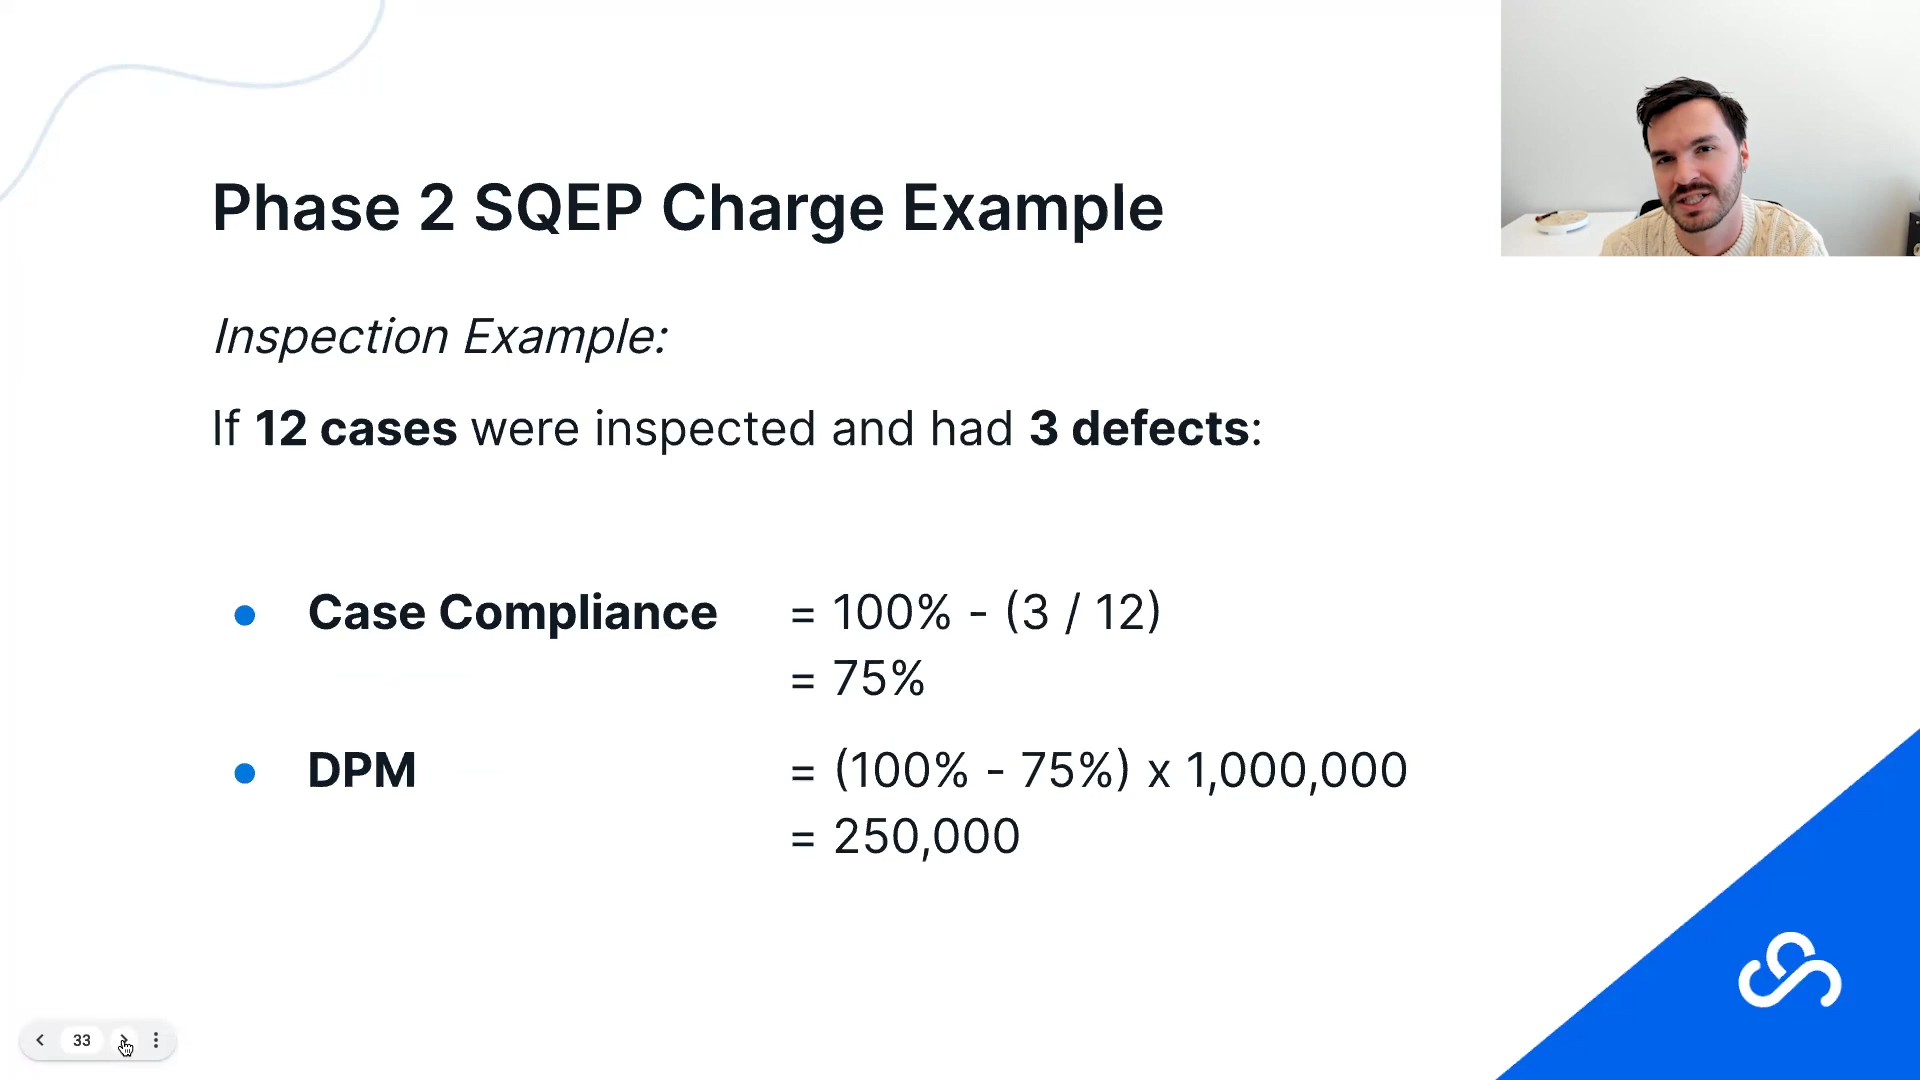 Phase 2 SQEP Charge Example
Inspection Example:
If 12 cases were inspected and had 3 defects:
Case Compliance = 100% - (3 / 12)
= 75%
DPM = (100% - 75%) x 1,000,000
= 250,000
33